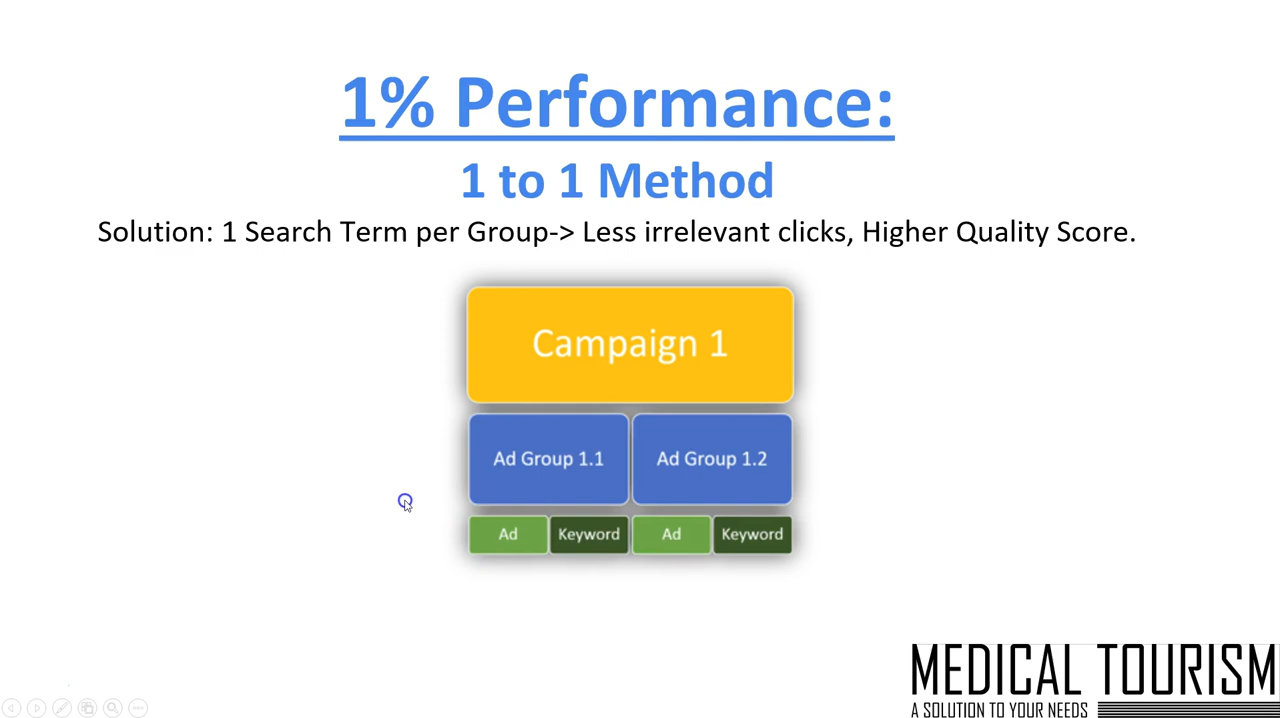 1% Performance:
1 to 1 Method
Solution: 1 Search Term per Group-> Less irrelevant clicks, Higher Quality Score.
Campaign 1
Ad Group 1.1 Ad Group 1.2
Ad Keyword Ad Keyword
MEDICAL TOURISM
A SOLUTION TO YOUR NEEDS